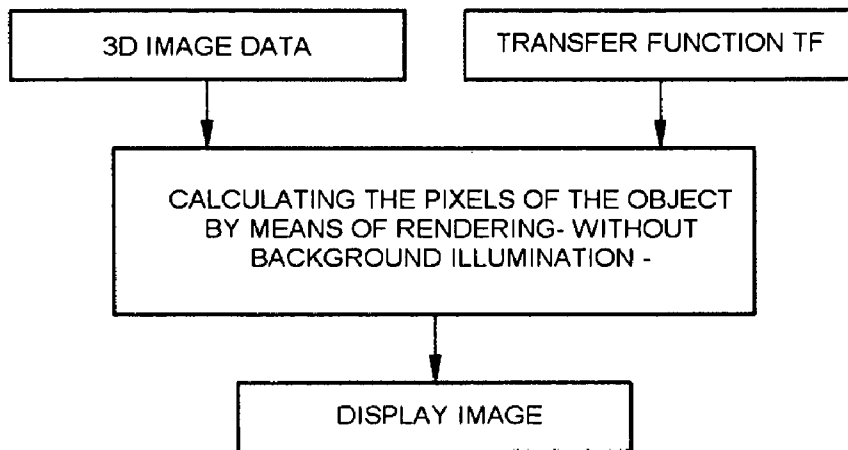 3D IMAGE DATA
TRANSFER FUNCTION TF
CALCULATING THE PIXELS OF THE OBJECT
BY MEANS OF RENDERING- WITHOUT
BACKGROUND ILLUMINATION -
DISPLAY IMAGE